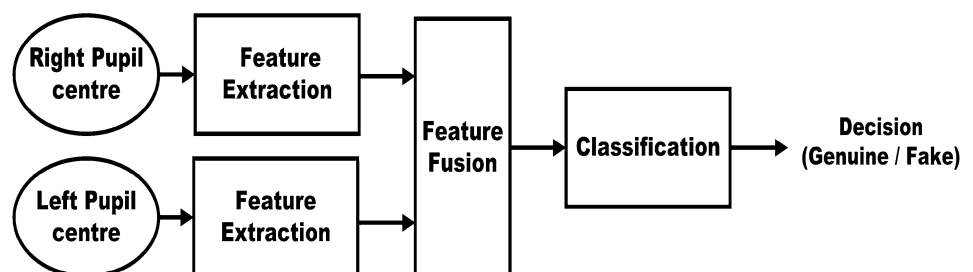 Right Pupil
centre
Feature
Extraction
Left Pupil
centre
Feature
Extraction
Feature
Fusion
Classification
Decision
(Genuine / Fake)